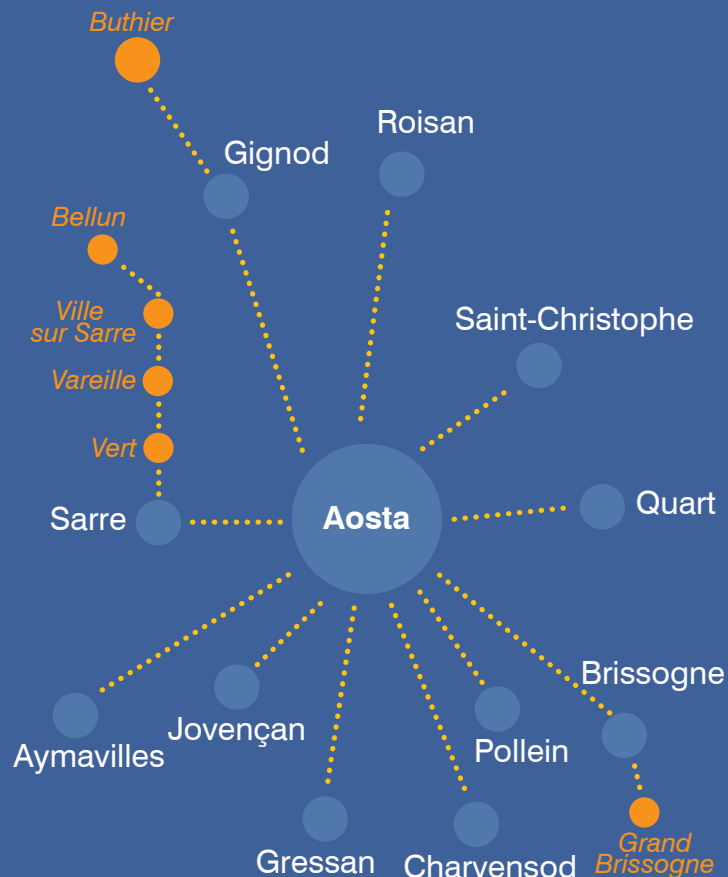 Buthier
Roisan
Gignod
Bellun
Ville
sur Sarre
Saint-Christophe
Vareille
Vert
Sarre
Aosta
Quart
Brissogne
Jovençan
Aymavilles
Pollein
Gressan
Charvensod
Grand
Brissogne